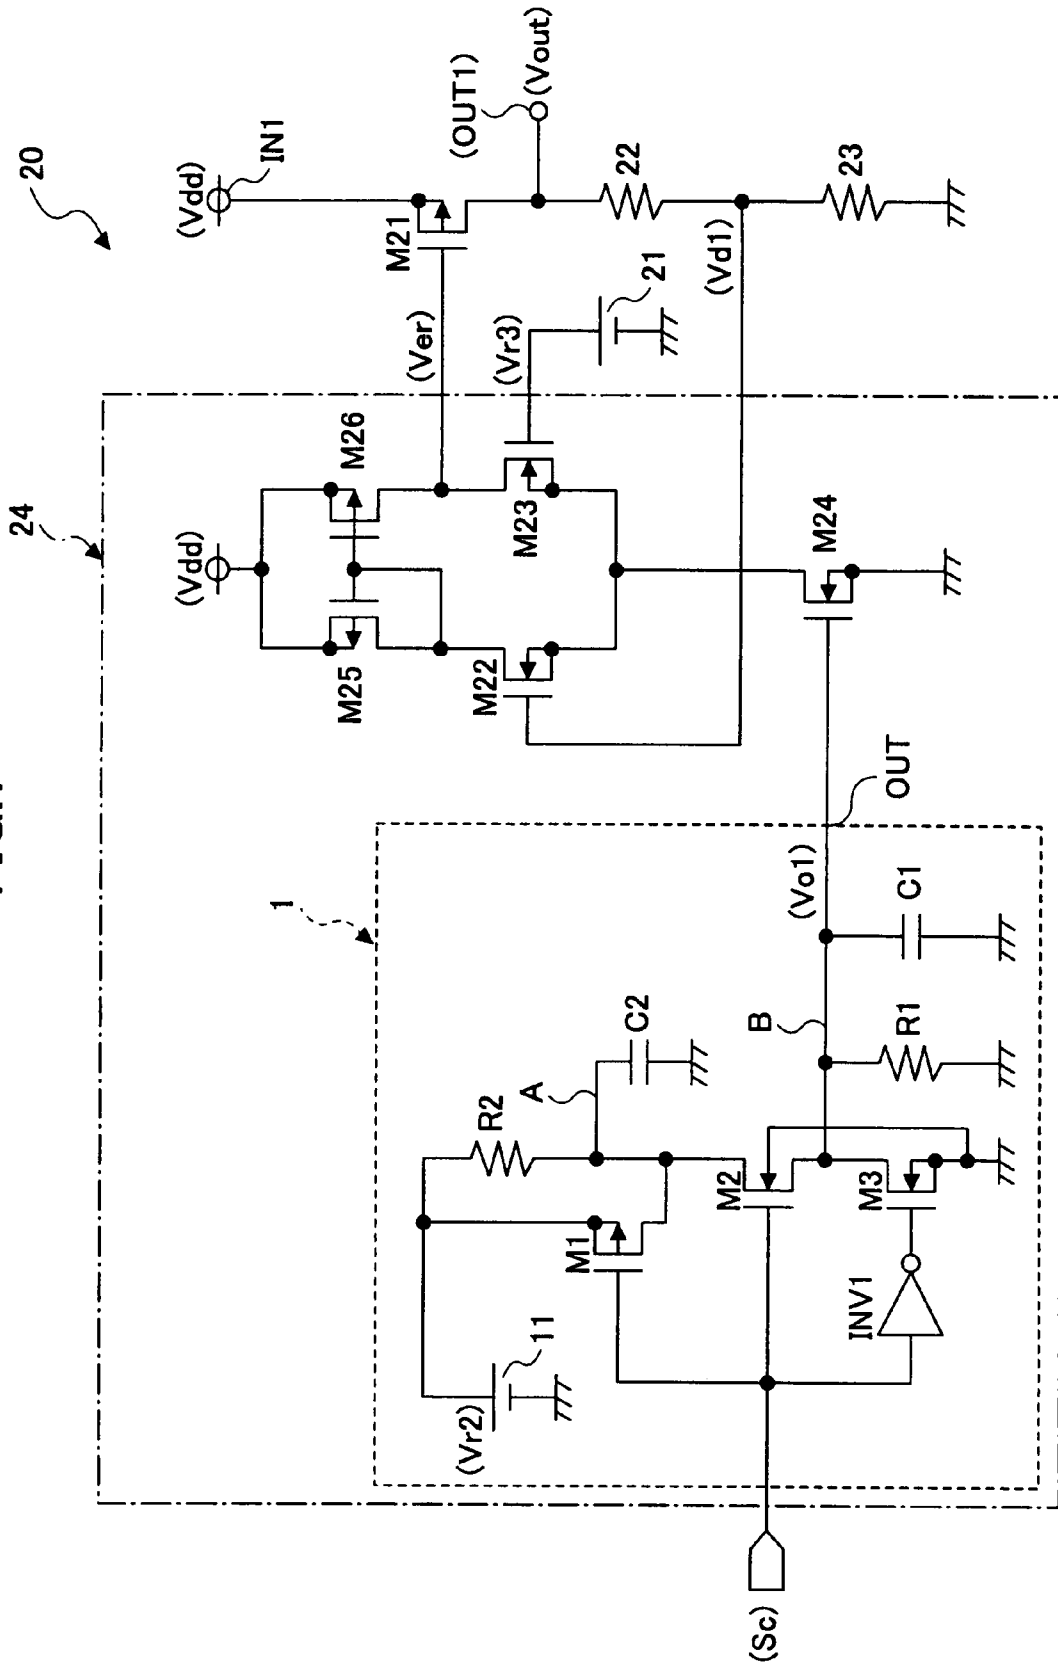 20
(Vdd)
IN1
24
(Vdd)
M21
(OUT1)
(Vout)
22
(Vd1)
23
(Ver)
(Vr3)
21
M26
M25
M23
M22
M24
OUT
1
(Vo1)
C1
B
R1
C2
A
R2
M1
M2
M3
INV1
11
(Vr2)
(Sc)